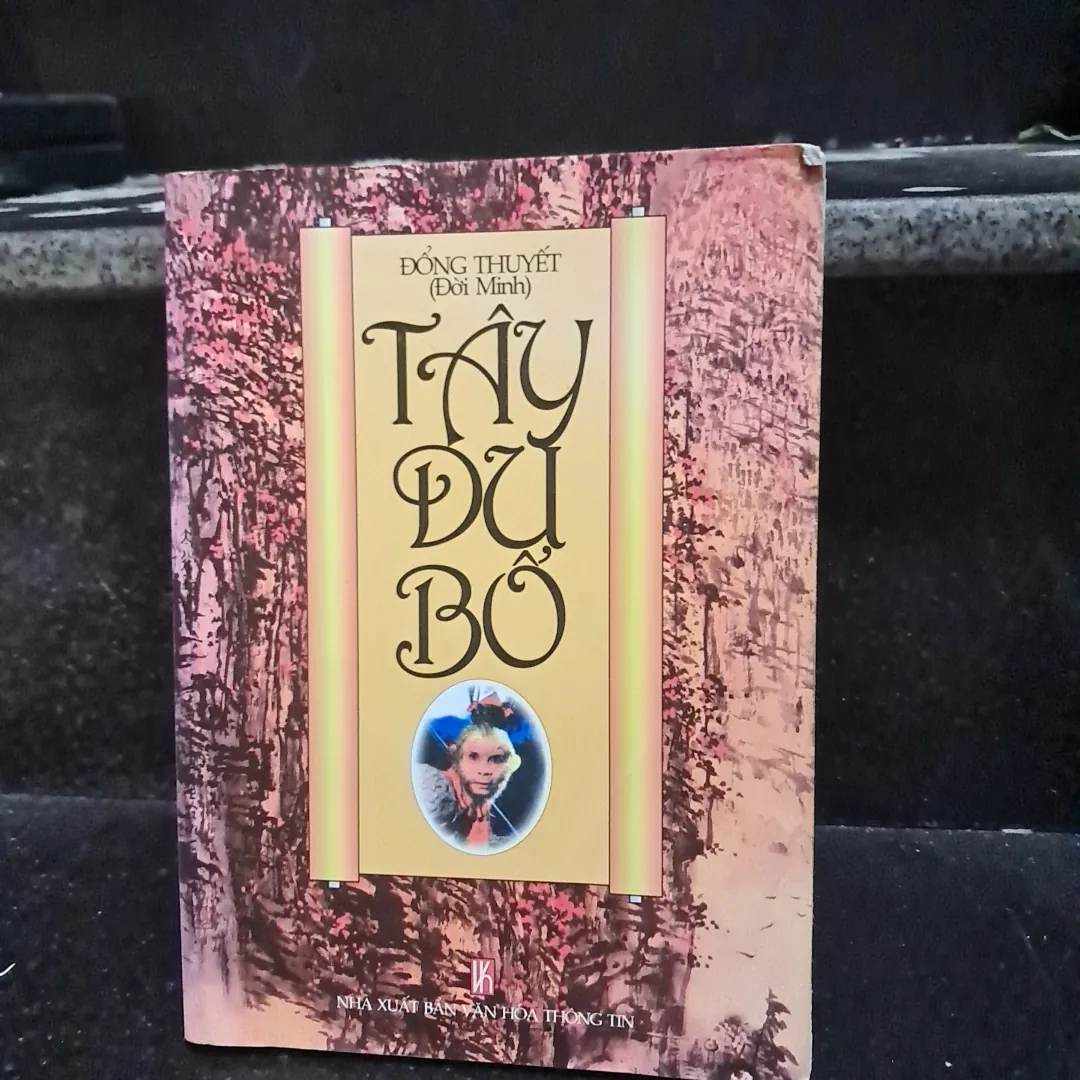 ĐỔNG THUYẾT
(Đời Minh)
TÂY
DU
BỔ
NHÀ XUẤT BẢN VĂN HÓA THÔNG TIN